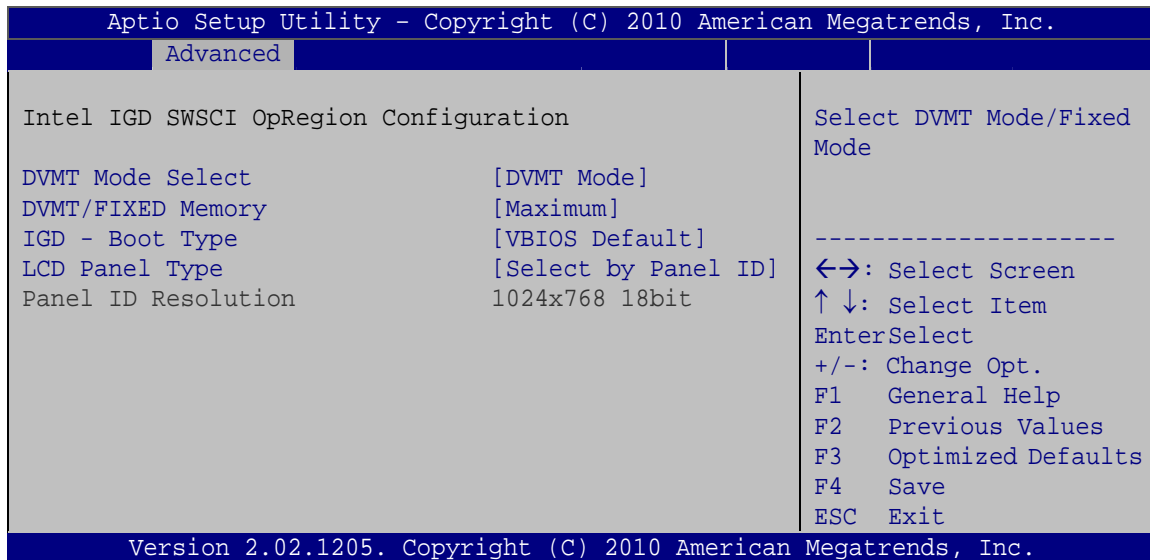 Aptio Setup Utility – Copyright (C) 2010 American Megatrends, Inc.
Advanced
Intel IGD SWSCI OpRegion Configuration
DVMT Mode Select [DVMT Mode]
DVMT/FIXED Memory [Maximum]
IGD - Boot Type [VBIOS Default]
LCD Panel Type [Select by Panel ID]
Panel ID Resolution 1024x768 18bit
Select DVMT Mode/Fixed
Mode
---------------------
←→: Select Screen
↑ ↓: Select Item
EnterSelect
+/-: Change Opt.
F1 General Help
F2 Previous Values
F3 Optimized Defaults
F4 Save
ESC Exit
Version 2.02.1205. Copyright (C) 2010 American Megatrends, Inc.